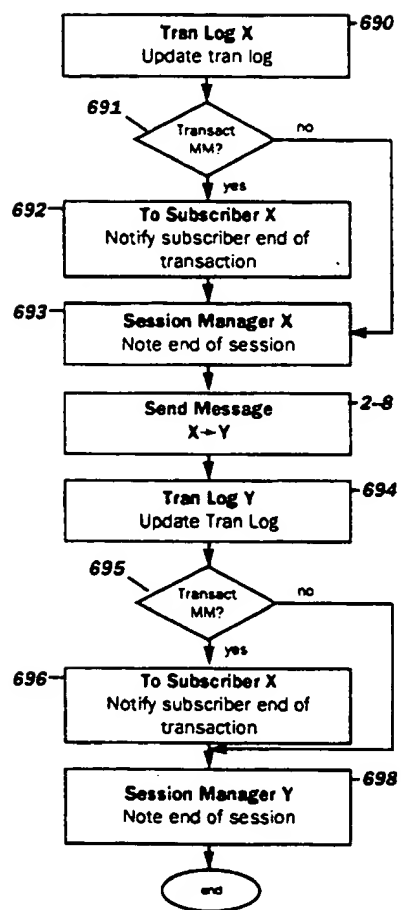 Tran Log X
Update tran log
690
691
Transact
MM?
no
yes
692
To Subscriber X
Notify subscriber end of
transaction
693
Session Manager X
Note end of session
Send Message
X→Y
2-8
Tran Log Y
Update Tran Log
694
695
Transact
MM?
no
yes
696
To Subscriber X
Notify subscriber end of
transaction
Session Manager Y
Note end of session
698
end